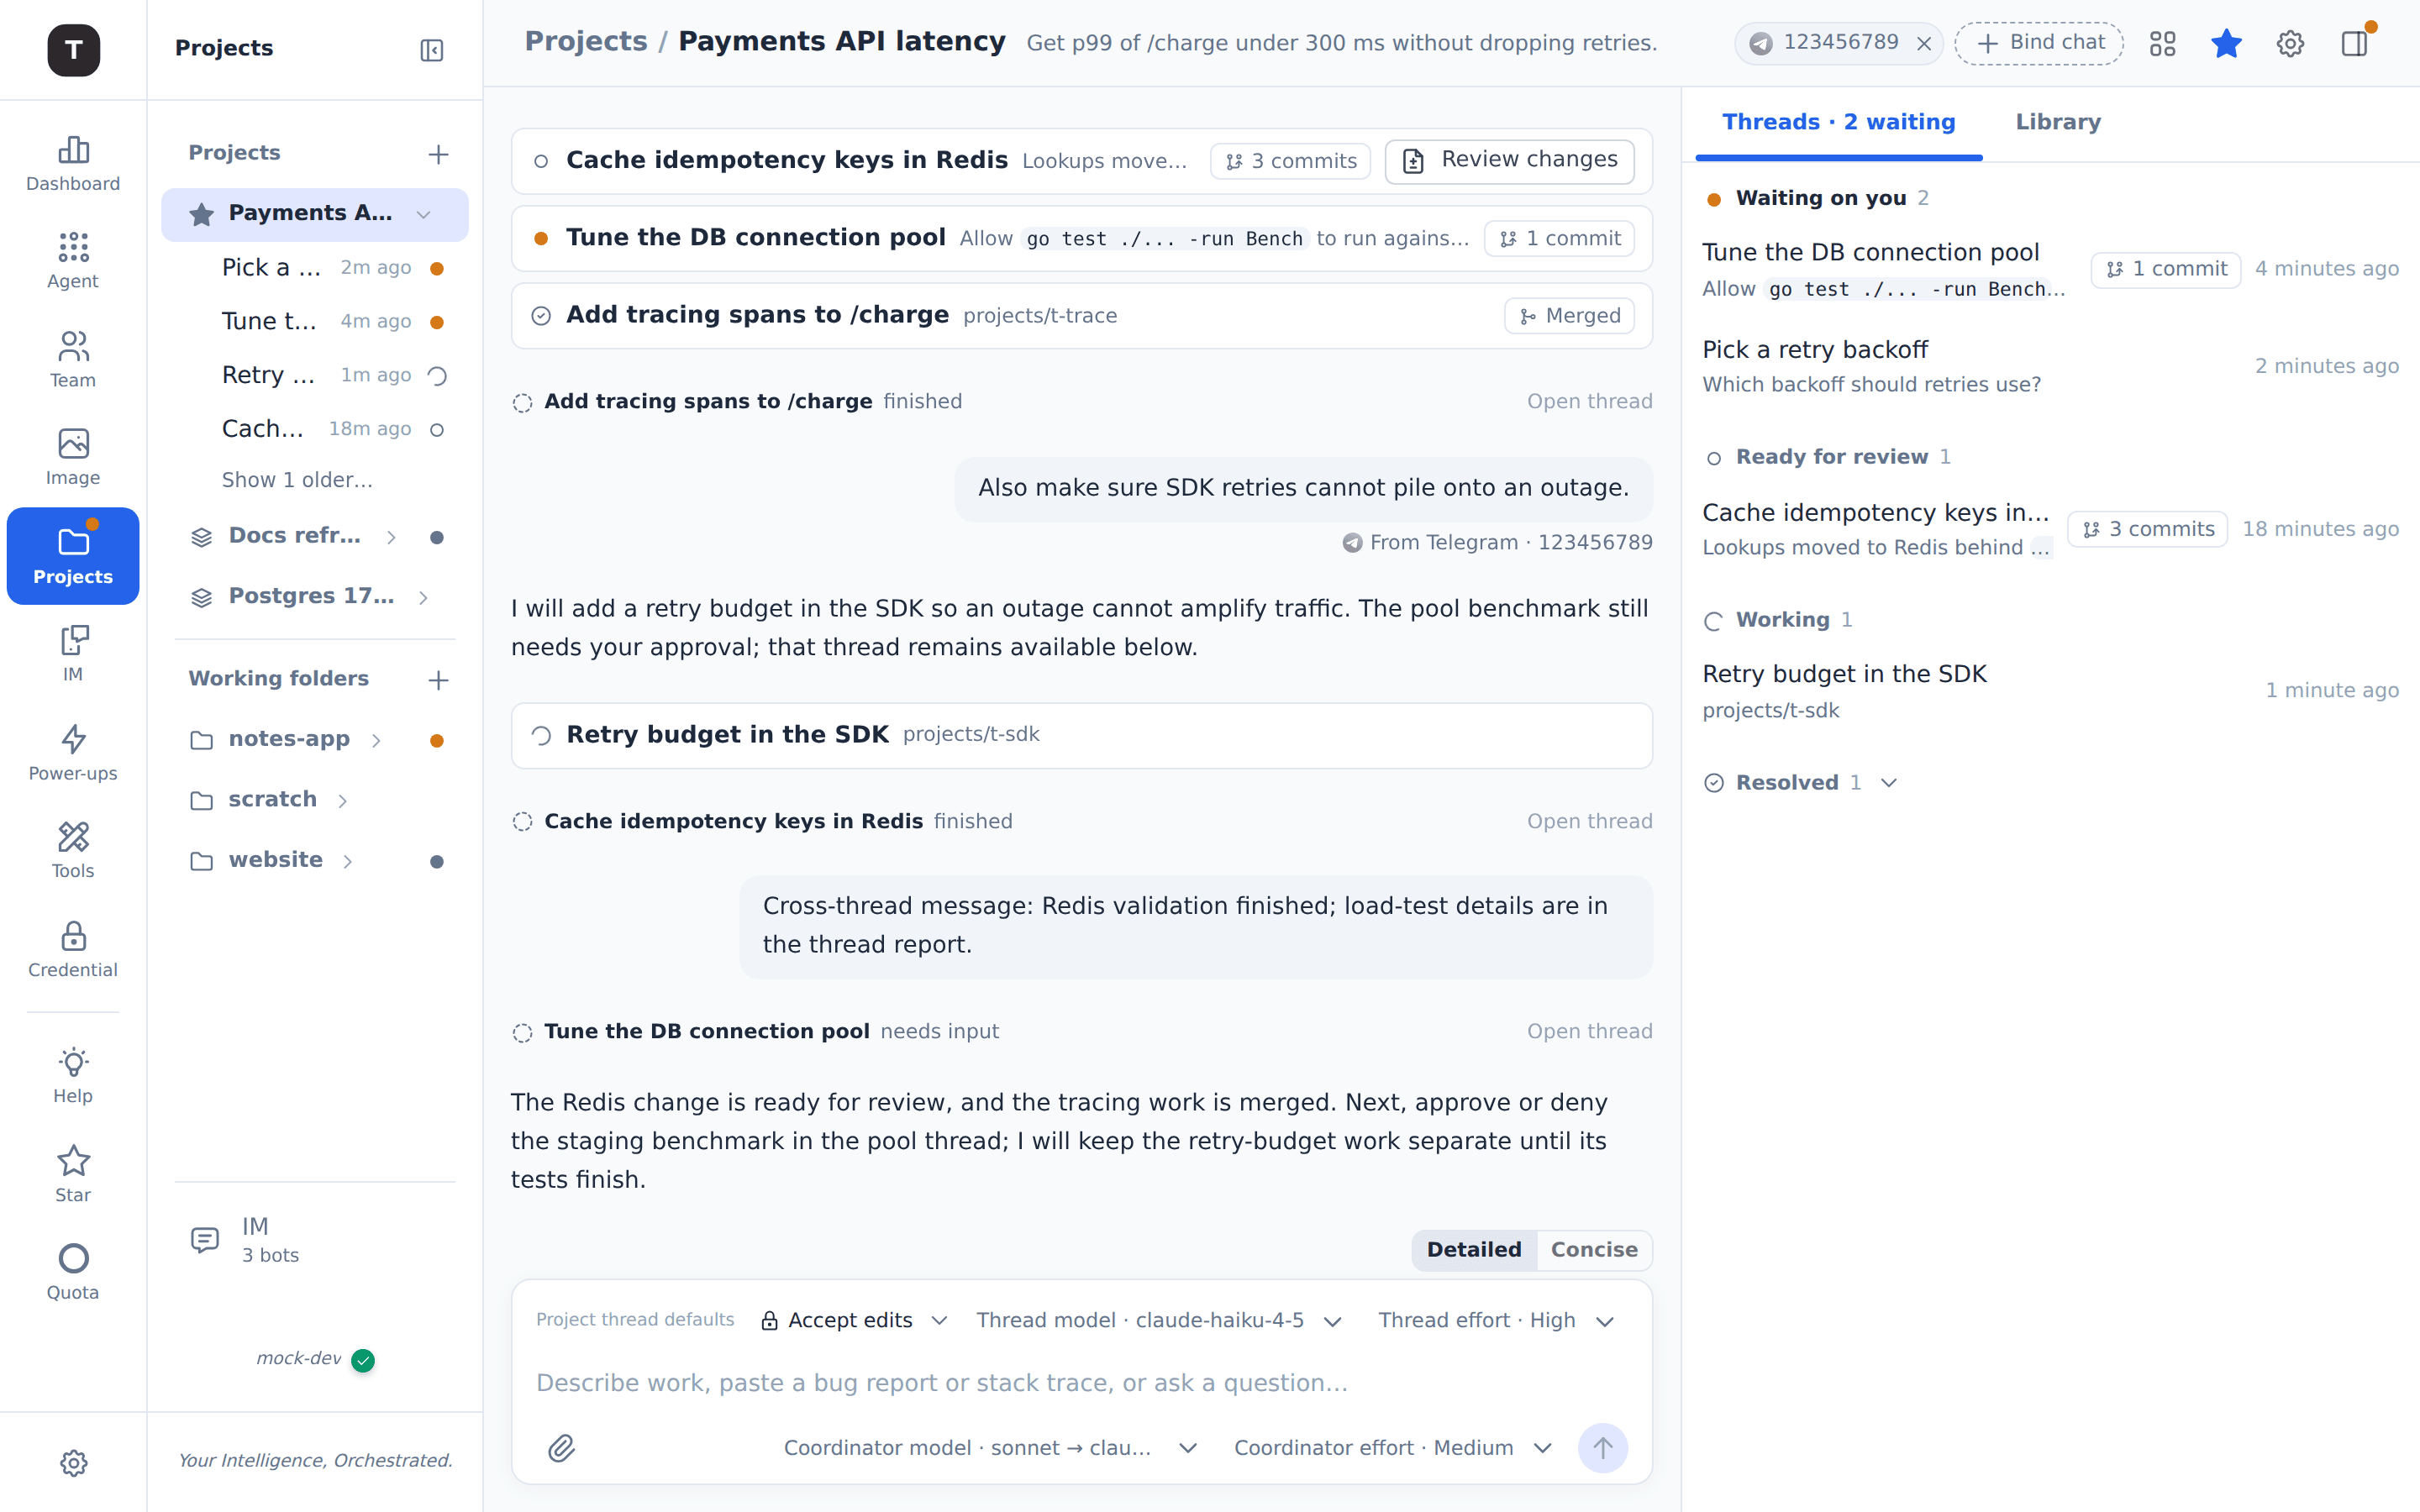 T
Dashboard
Agent
Team
Image
Projects
IM
Power-ups
Tools
Credential
Help
Star
Quota
Projects
Projects
Payments A...
Pick a ... 2m ago
Tune t... 4m ago
Retry ... 1m ago
Cach... 18m ago
Show 1 older...
Docs refr...
Postgres 17...
Working folders
notes-app
scratch
website
IM
3 bots
mock-dev
Your Intelligence, Orchestrated.
Projects / Payments API latency Get p99 of /charge under 300 ms without dropping retries.
123456789
Bind chat
Cache idempotency keys in Redis Lookups move... 3 commits Review changes
Tune the DB connection pool Allow go test ./... -run Bench to run agains... 1 commit
Add tracing spans to /charge projects/t-trace Merged
Add tracing spans to /charge finished Open thread
Also make sure SDK retries cannot pile onto an outage.
From Telegram · 123456789
I will add a retry budget in the SDK so an outage cannot amplify traffic. The pool benchmark still
needs your approval; that thread remains available below.
Retry budget in the SDK projects/t-sdk
Cache idempotency keys in Redis finished Open thread
Cross-thread message: Redis validation finished; load-test details are in
the thread report.
Tune the DB connection pool needs input Open thread
The Redis change is ready for review, and the tracing work is merged. Next, approve or deny
the staging benchmark in the pool thread; I will keep the retry-budget work separate until its
tests finish.
Detailed Concise
Project thread defaults Accept edits Thread model · claude-haiku-4-5 Thread effort · High
Describe work, paste a bug report or stack trace, or ask a question...
Coordinator model · sonnet → clau... Coordinator effort · Medium
Threads · 2 waiting Library
Waiting on you 2
Tune the DB connection pool
Allow go test ./... -run Bench...
1 commit 4 minutes ago
Pick a retry backoff
Which backoff should retries use?
2 minutes ago
Ready for review 1
Cache idempotency keys in...
Lookups moved to Redis behind ...
3 commits 18 minutes ago
Working 1
Retry budget in the SDK
projects/t-sdk
1 minute ago
Resolved 1